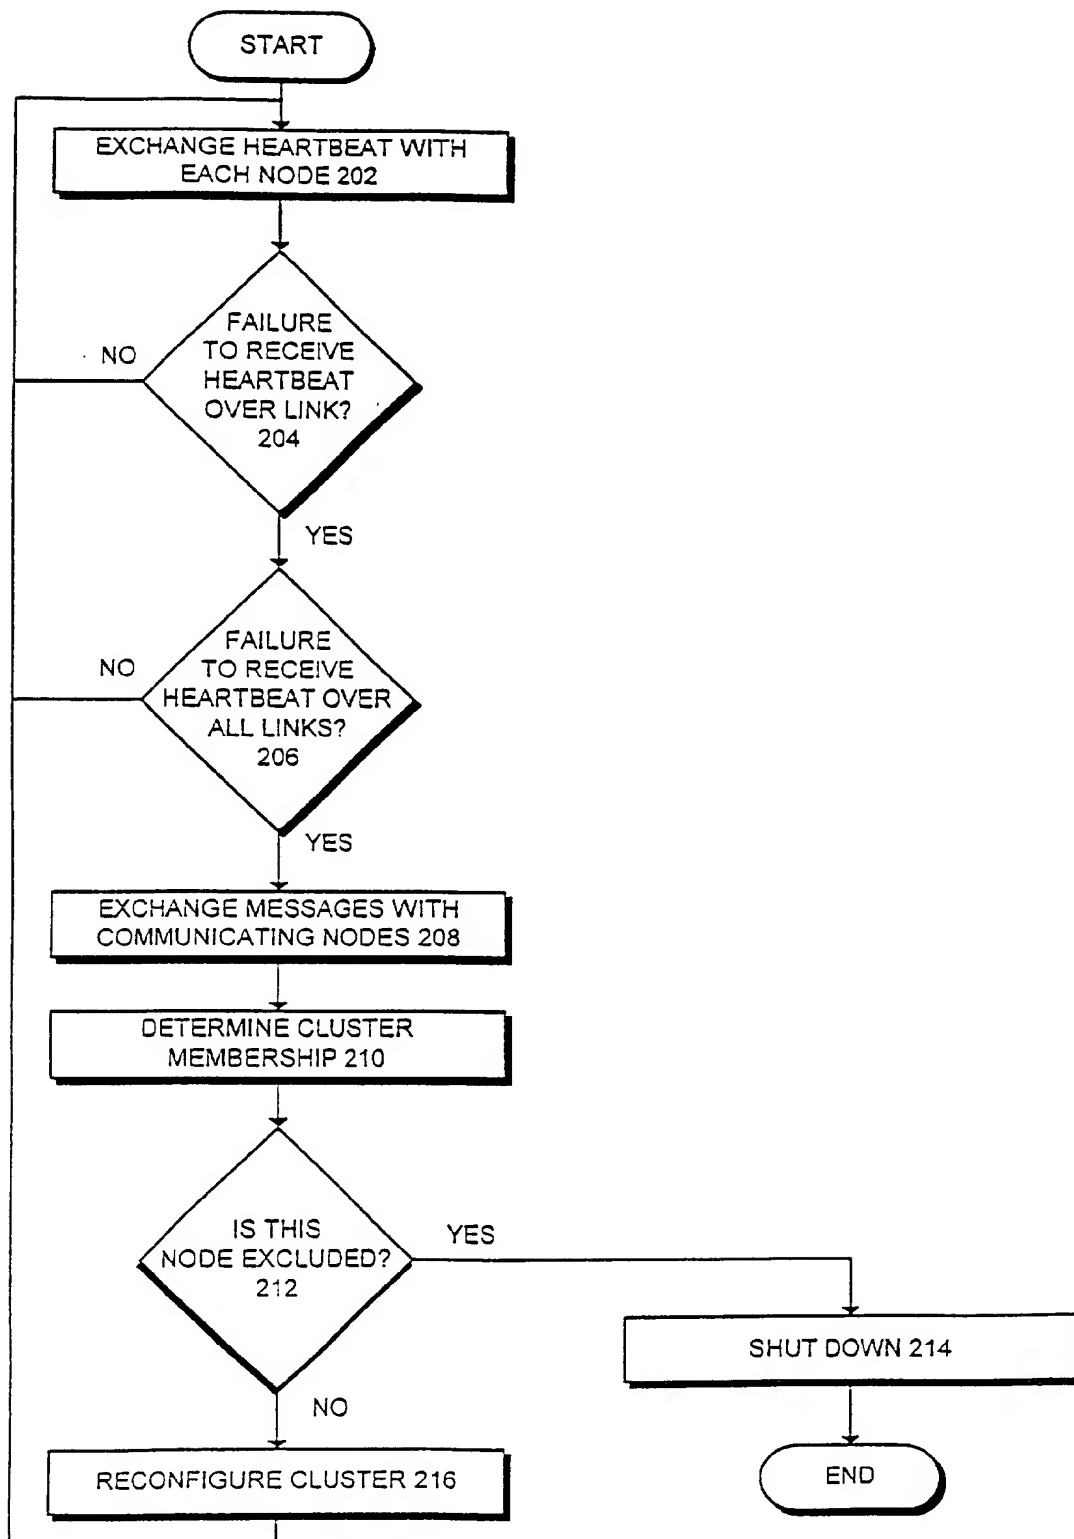 START
EXCHANGE HEARTBEAT WITH
EACH NODE 202
FAILURE
TO RECEIVE
HEARTBEAT
OVER LINK?
204
NO
YES
FAILURE
TO RECEIVE
HEARTBEAT OVER
ALL LINKS?
206
NO
YES
EXCHANGE MESSAGES WITH
COMMUNICATING NODES 208
DETERMINE CLUSTER
MEMBERSHIP 210
IS THIS
NODE EXCLUDED?
212
YES
SHUT DOWN 214
END
NO
RECONFIGURE CLUSTER 216